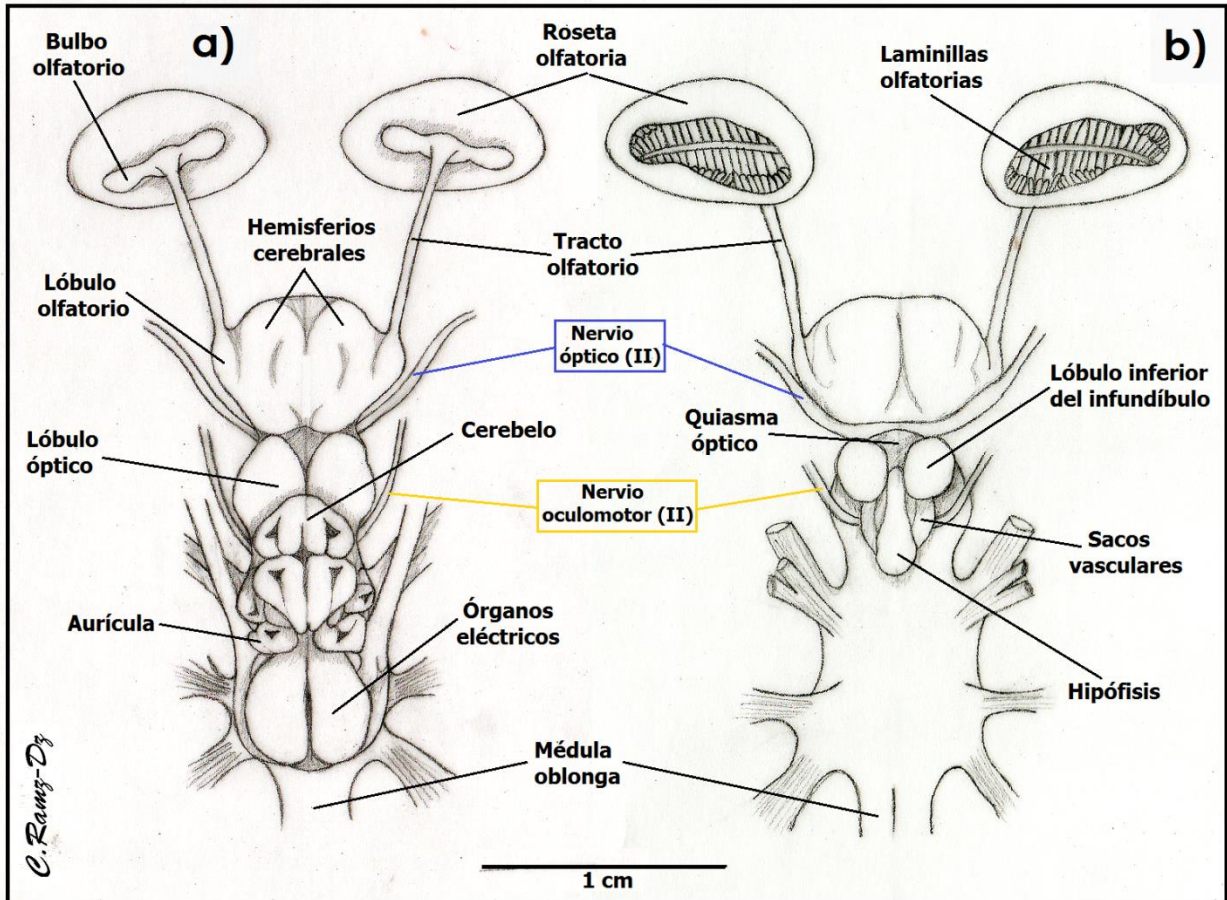 a)
Bulbo
olfatorio
Roseta
olfatoria
b)
Laminillas
olfatorias
Hemisferios
cerebrales
Tracto
olfatorio
Lóbulo
olfatorio
Nervio
óptico (II)
Lóbulo inferior
del infundíbulo
Quiasma
óptico
Cerebelo
Lóbulo
óptico
Nervio
oculomotor (II)
Sacos
vasculares
Aurícula
Órganos
eléctricos
Hipófisis
Médula
oblonga
C.Ramz-Dz
1 cm